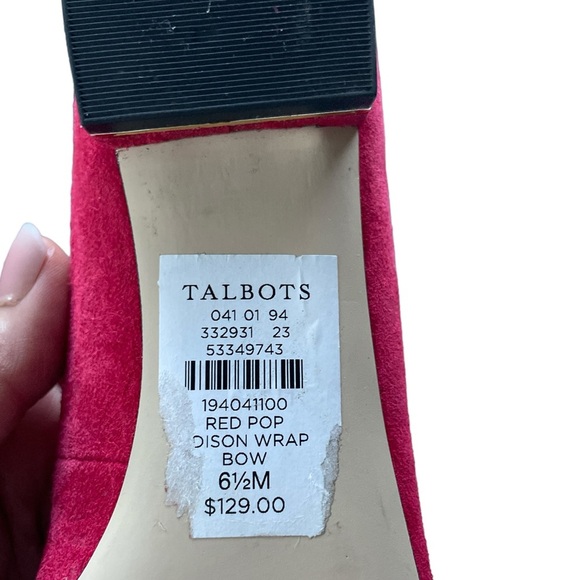 TALBOTS
041 01 94
332931 23
53349743
194041100
RED POP
DISON WRAP
BOW
6½M
$129.00